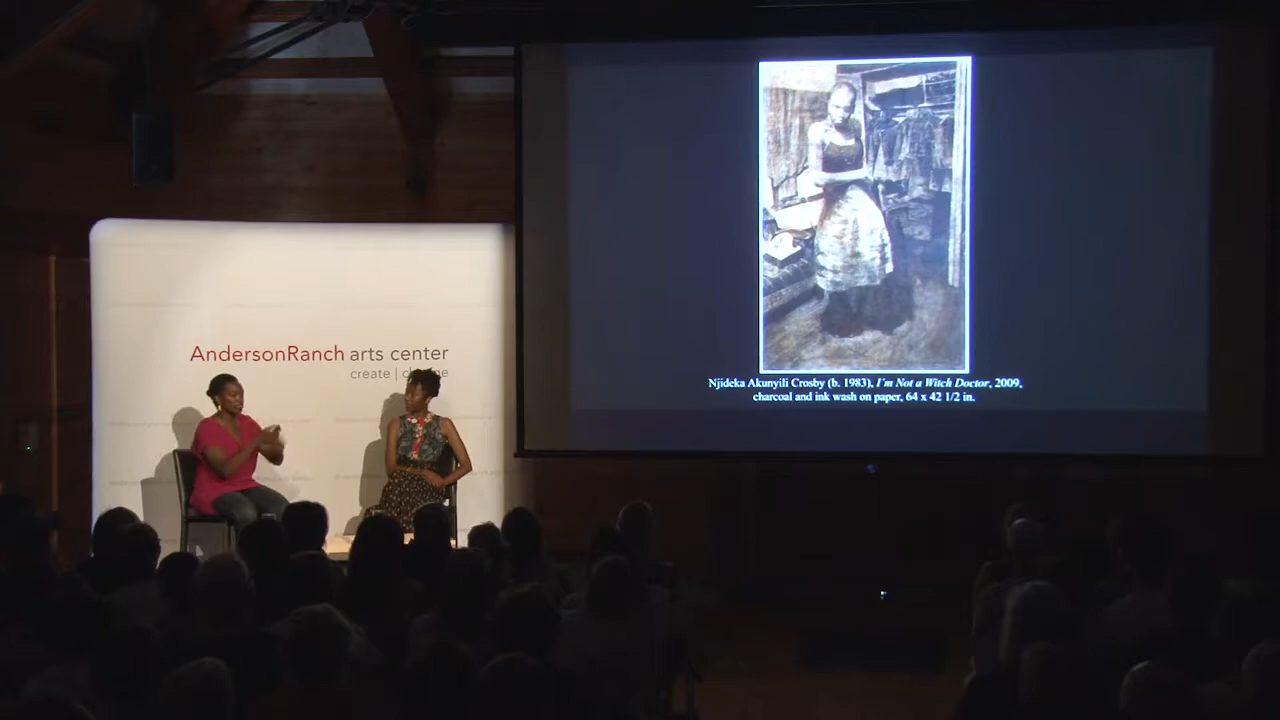 AndersonRanch arts center
create | change
Njideka Akunyili Crosby (b. 1983), I'm Not a Witch Doctor, 2009,
charcoal and ink wash on paper, 64 x 42 1/2 in.